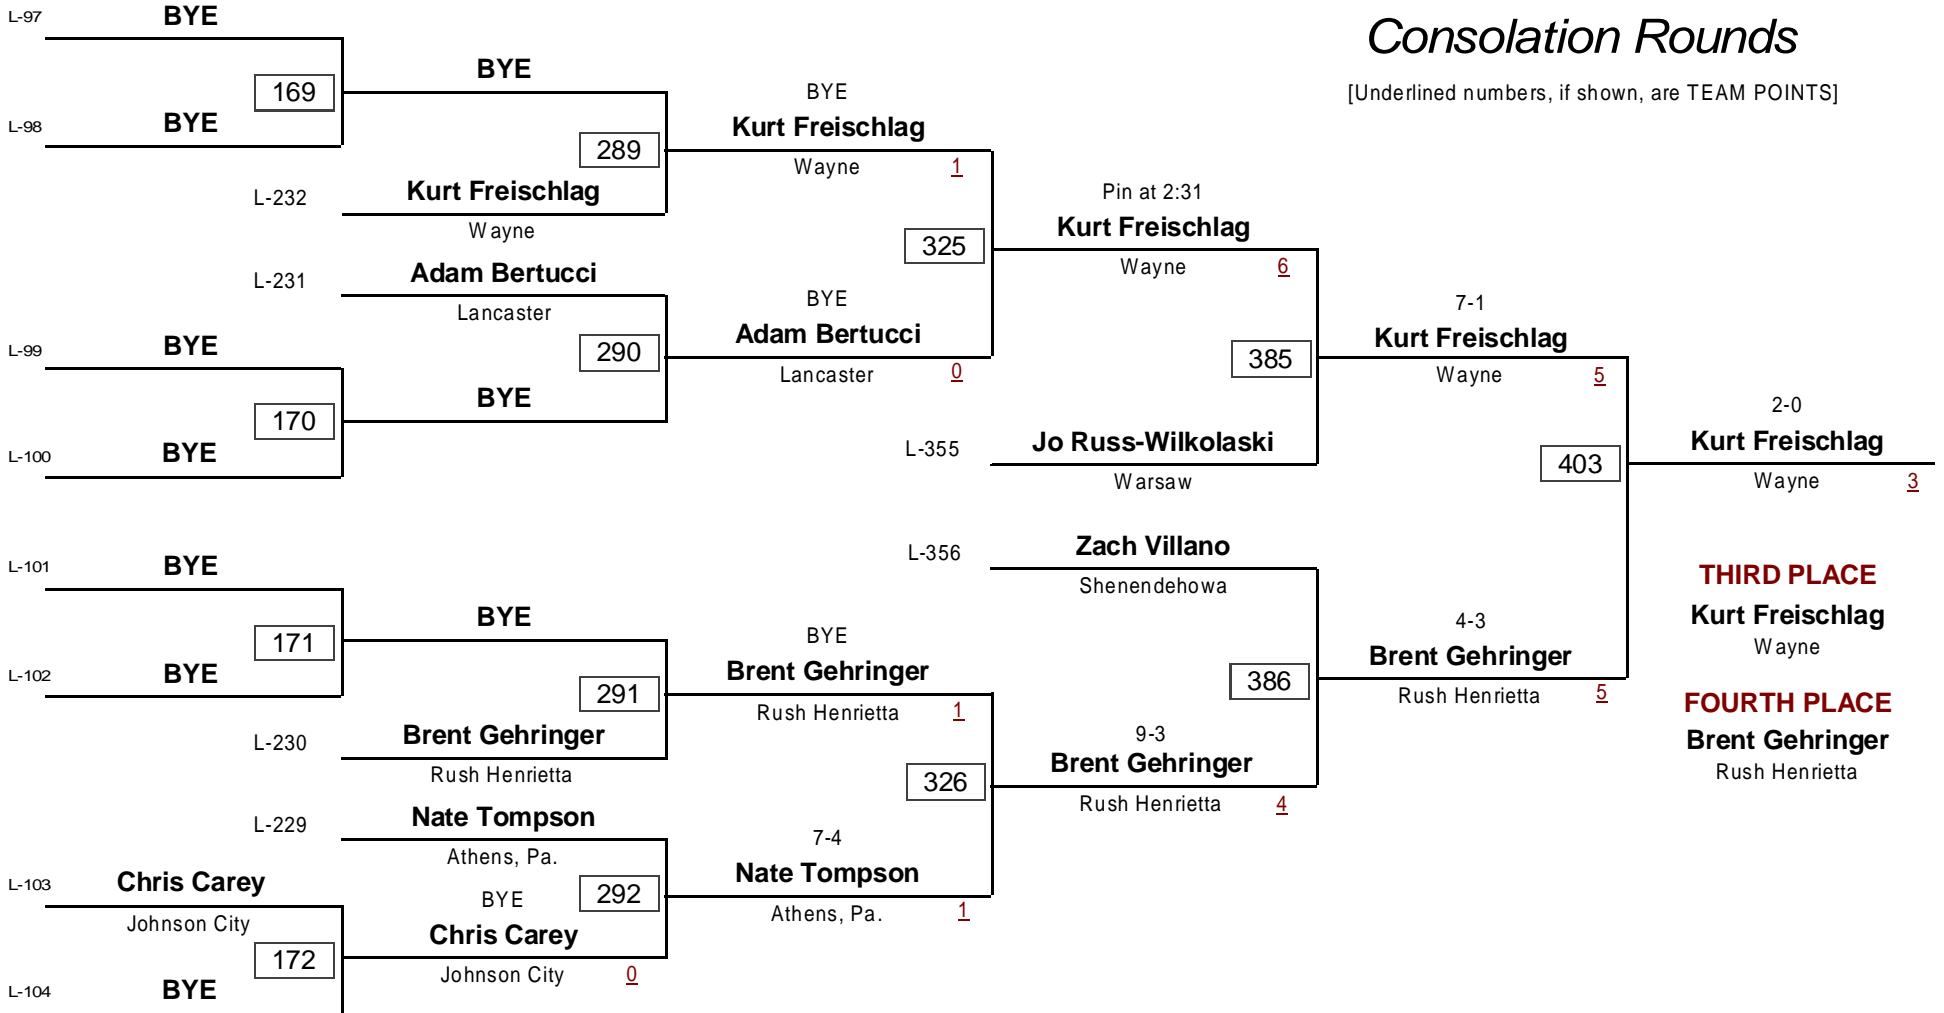 Consolation Rounds
[Underlined numbers, if shown, are TEAM POINTS]
L-97 BYE
169
L-98 BYE
BYE
289
L-232 Kurt Freischlag
Wayne
BYE
Kurt Freischlag
Wayne 1
325
L-231 Adam Bertucci
Lancaster
290
L-99 BYE
170
L-100 BYE
BYE
BYE
Adam Bertucci
Lancaster 0
Pin at 2:31
Kurt Freischlag
Wayne 6
385
L-355 Jo Russ-Wilkolaski
Warsaw
7-1
Kurt Freischlag
Wayne 5
403
2-0
Kurt Freischlag
Wayne 3
L-101 BYE
171
L-102 BYE
BYE
291
L-230 Brent Gehringer
Rush Henrietta
BYE
Brent Gehringer
Rush Henrietta 1
326
L-229 Nate Tompson
Athens, Pa.
292
L-103 Chris Carey
Johnson City
172
L-104 BYE
BYE
Chris Carey
Johnson City 0
7-4
Nate Tompson
Athens, Pa. 1
L-356 Zach Villano
Shenendehowa
386
9-3
Brent Gehringer
Rush Henrietta 4
4-3
Brent Gehringer
Rush Henrietta 5
THIRD PLACE
Kurt Freischlag
Wayne
FOURTH PLACE
Brent Gehringer
Rush Henrietta